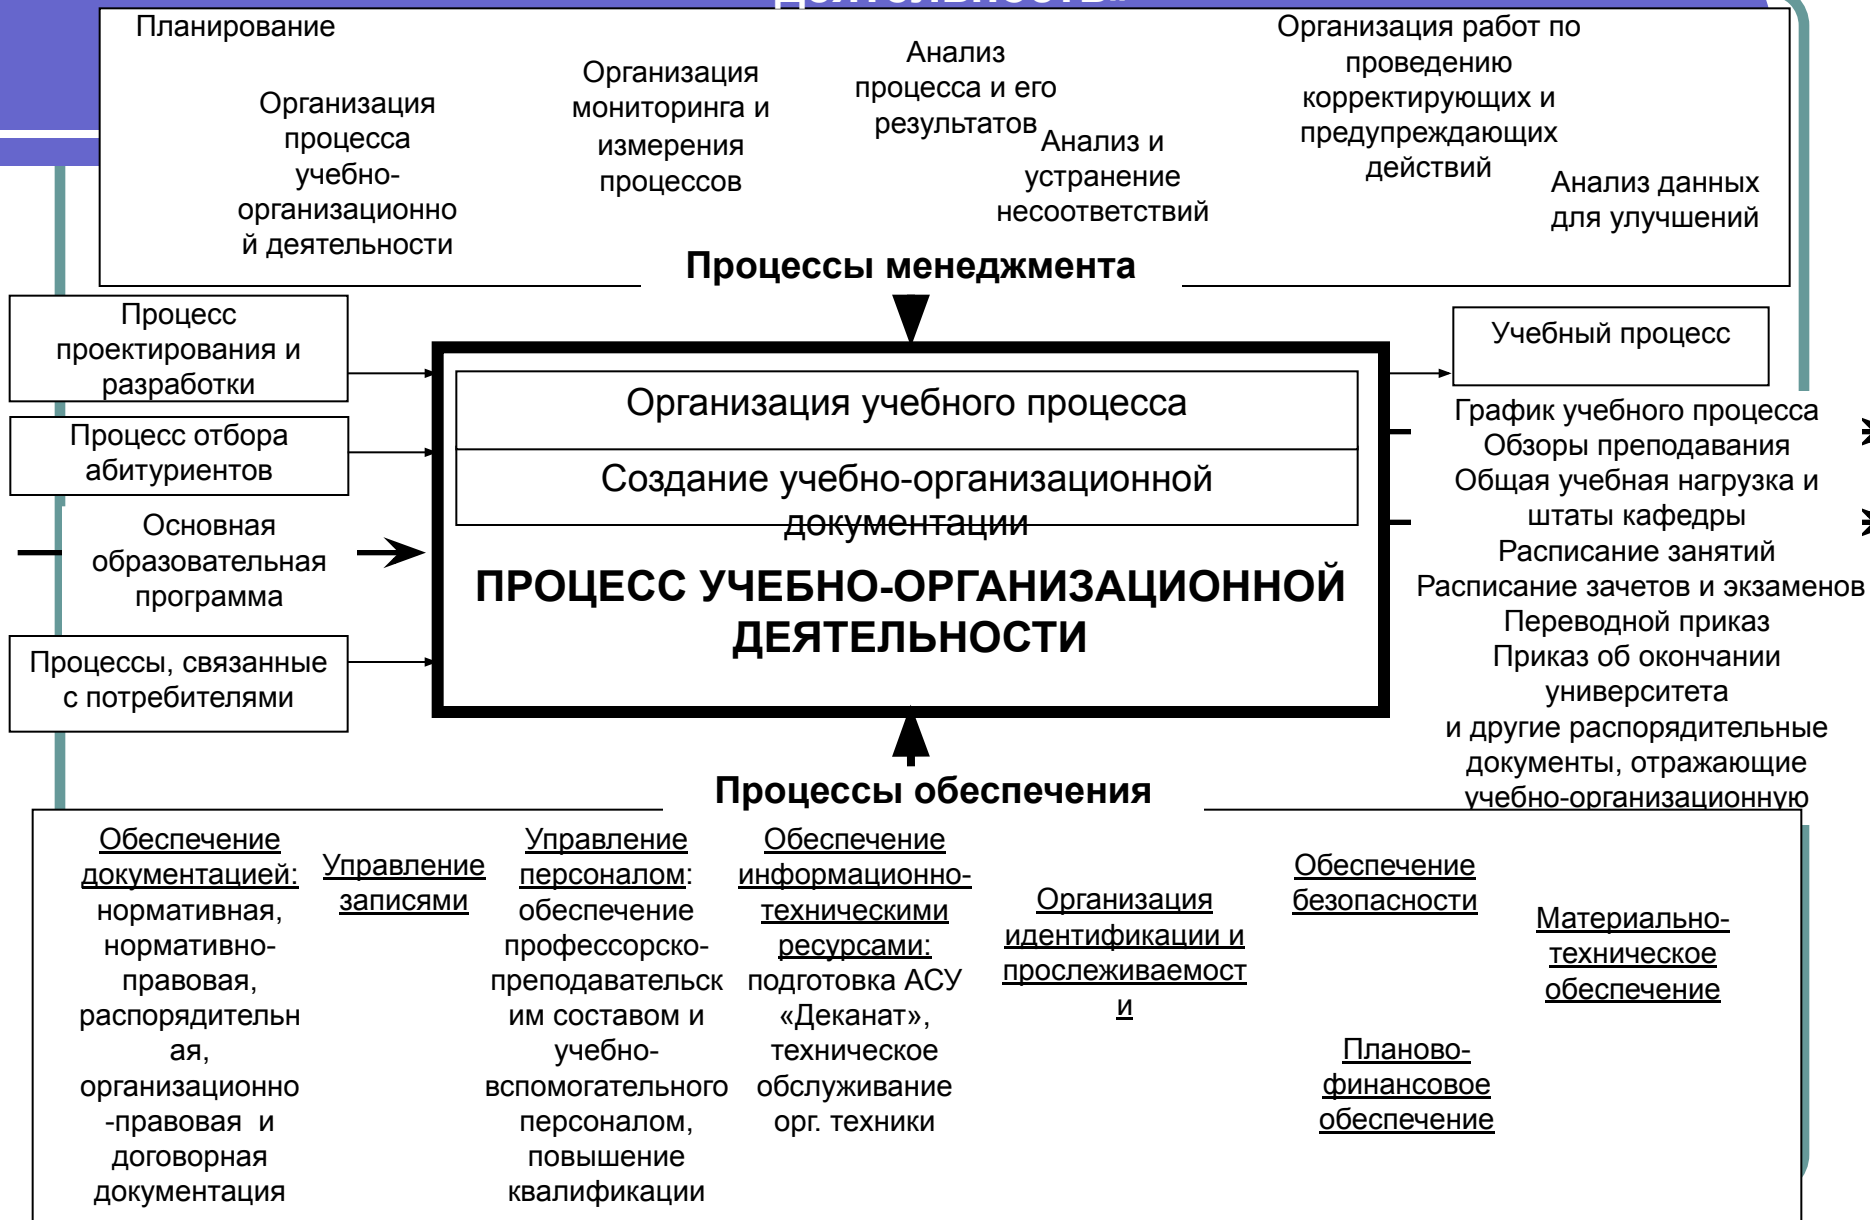 Планирование
Организация
процесса
учебно-
организационно
й деятельности
Организация
мониторинга и
измерения
процессов
Анализ
процесса и его
результатов
Анализ и
устранение
несоответствий
Организация работ по
проведению
корректирующих и
предупреждающих
действий
Анализ данных
для улучшений
Процессы менеджмента
Процесс
проектирования и
разработки
Процесс отбора
абитуриентов
Основная
образовательная
программа
Процессы, связанные
с потребителями
Организация учебного процесса
Создание учебно-организационной
документации
ПРОЦЕСС УЧЕБНО-ОРГАНИЗАЦИОННОЙ
ДЕЯТЕЛЬНОСТИ
Учебный процесс
График учебного процесса
Обзоры преподавания
Общая учебная нагрузка и
штаты кафедры
Расписание занятий
Расписание зачетов и экзаменов
Переводной приказ
Приказ об окончании
университета
и другие распорядительные
документы, отражающие
учебно-организационную
Процессы обеспечения
Обеспечение
документацией:
нормативная,
нормативно-
правовая,
распорядительн
ая,
организационно
-правовая и
договорная
документация
Управление
записями
Управление
персоналом:
обеспечение
профессорско-
преподавательск
им составом и
учебно-
вспомогательного
персоналом,
повышение
квалификации
Обеспечение
информационно-
техническими
ресурсами:
подготовка АСУ
«Деканат»,
техническое
обслуживание
орг. техники
Организация
идентификации и
прослеживаемост
и
Обеспечение
безопасности
Планово-
финансовое
обеспечение
Материально-
техническое
обеспечение